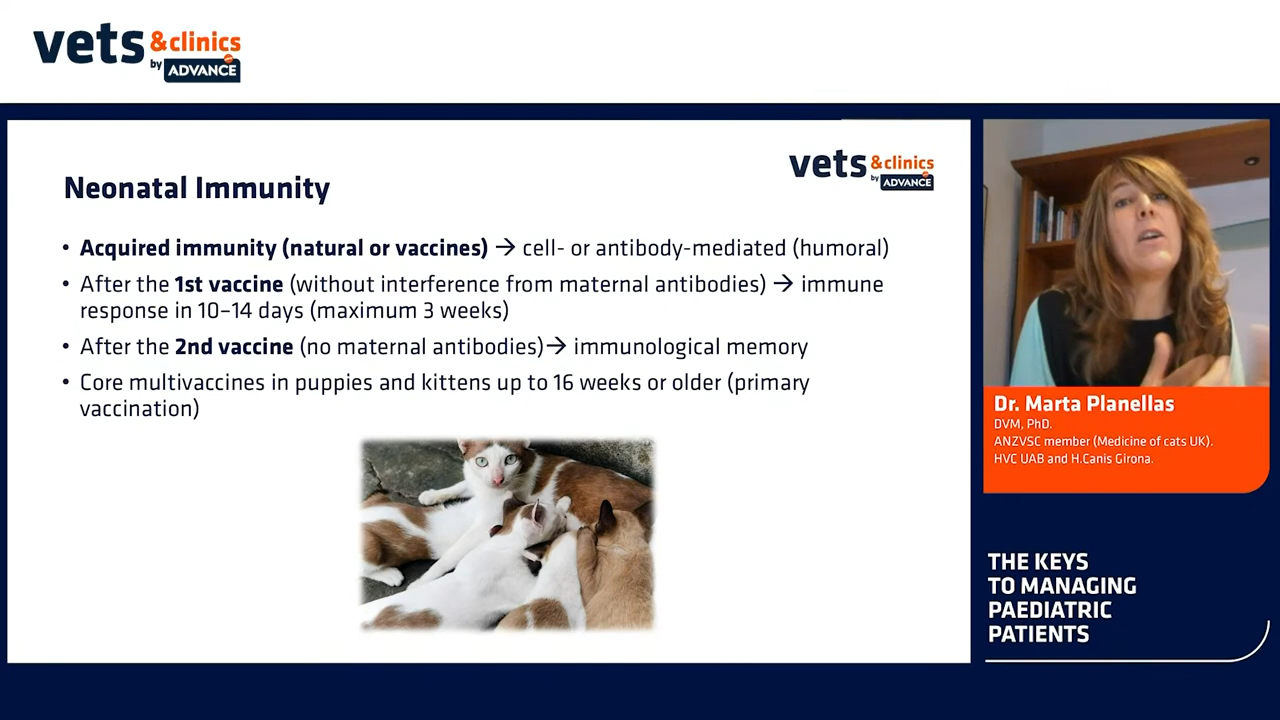 vets &clinics
by ADVANCE
vets &clinics
by ADVANCE
Neonatal Immunity
• Acquired immunity (natural or vaccines) → cell- or antibody-mediated (humoral)
• After the 1st vaccine (without interference from maternal antibodies) → immune
response in 10–14 days (maximum 3 weeks)
• After the 2nd vaccine (no maternal antibodies)→ immunological memory
• Core multivaccines in puppies and kittens up to 16 weeks or older (primary
vaccination)
Dr. Marta Planellas
DVM, PhD.
ANZVSC member (Medicine of cats UK).
HVC UAB and H.Canis Girona.
THE KEYS
TO MANAGING
PAEDIATRIC
PATIENTS